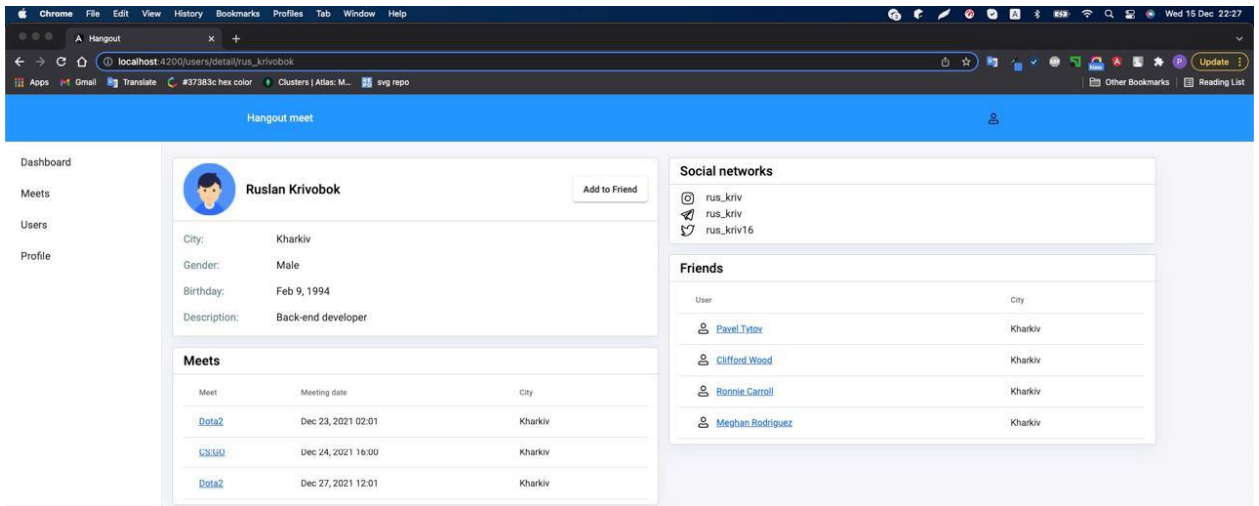 Chrome File Edit View History Bookmarks Profiles Tab Window Help Wed 15 Dec 22:27
Hangout
localhost:4200/users/detail/rus_krivobok Update
Apps Gmail Translate #37383c hex color Clusters | Atlas: M... svg repo Other Bookmarks Reading List
Hangout meet
Dashboard
Meets
Users
Profile
Ruslan Krivobok
Add to Friend
City: Kharkiv
Gender: Male
Birthday: Feb 9, 1994
Description: Back-end developer
Meets
Meet Meeting date City
Dota2 Dec 23, 2021 02:01 Kharkiv
CS:GO Dec 24, 2021 16:00 Kharkiv
Dota2 Dec 27, 2021 12:01 Kharkiv
Social networks
rus_kriv
rus_kriv
rus_kriv16
Friends
User City
Pavel Tytov Kharkiv
Clifford Wood Kharkiv
Ronnie Carroll Kharkiv
Meghan Rodriguez Kharkiv